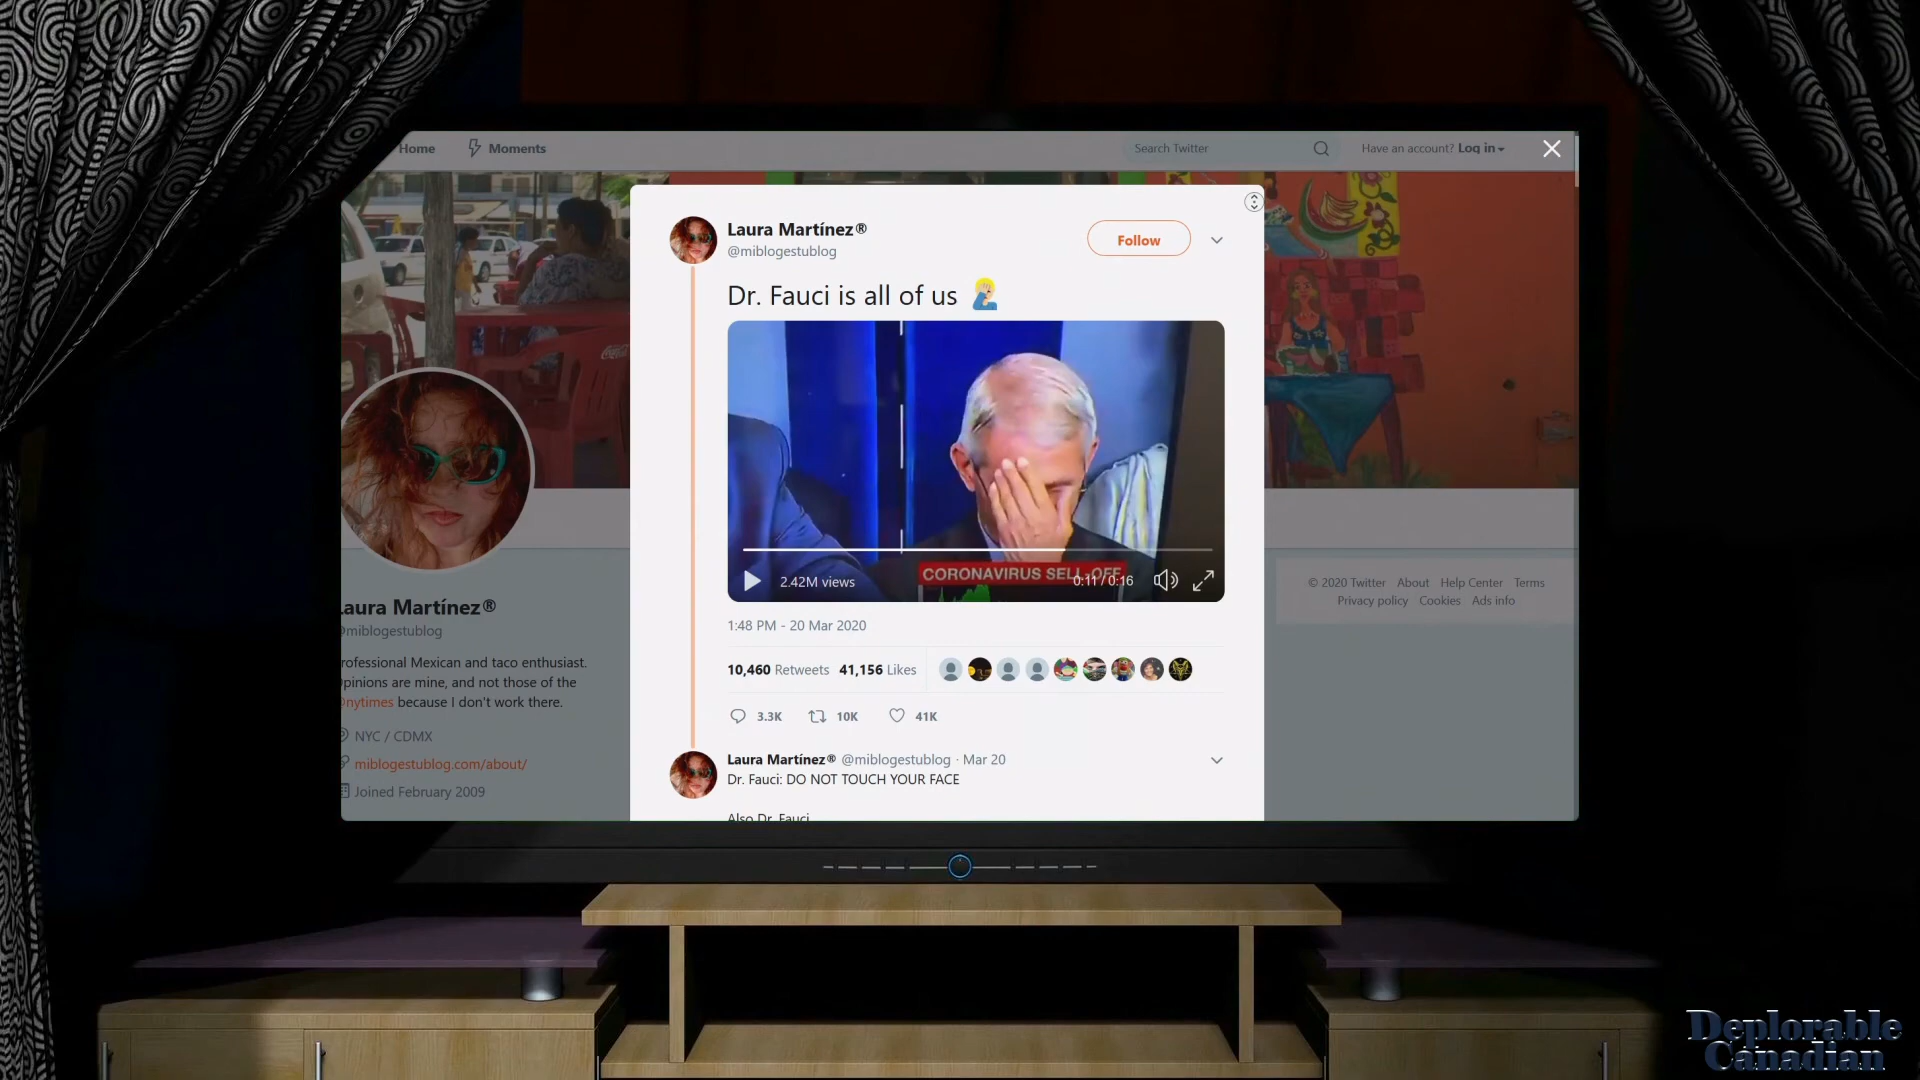 Home
Moments
Search Twitter
Have an account? Log in
Laura Martínez®
@miblogestublog
Follow
Dr. Fauci is all of us
CORONAVIRUS SELL-OFF
2.42M views
0:11 / 0:16
1:48 PM - 20 Mar 2020
10,460 Retweets 41,156 Likes
3.3K 10K 41K
Laura Martínez® @miblogestublog · Mar 20
Dr. Fauci: DO NOT TOUCH YOUR FACE
Also Dr. Fauci
Coca-Cola
Laura Martínez®
@miblogestublog
rofessional Mexican and taco enthusiast.
pinions are mine, and not those of the
@nytimes because I don't work there.
NYC / CDMX
miblogestublog.com/about/
Joined February 2009
© 2020 Twitter About Help Center Terms
Privacy policy Cookies Ads info
Deplorable
Canadian